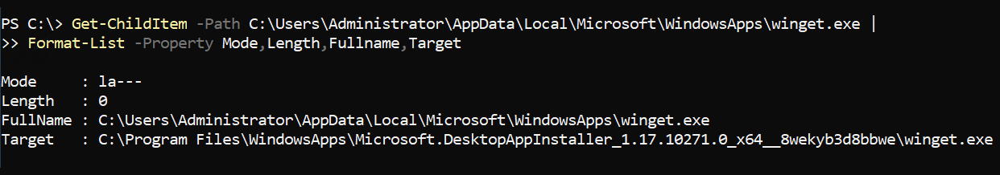 PS C:\> Get-ChildItem -Path C:\Users\Administrator\AppData\Local\Microsoft\WindowsApps\winget.exe |
>> Format-List -Property Mode,Length,Fullname,Target
Mode     : la---
Length   : 0
FullName : C:\Users\Administrator\AppData\Local\Microsoft\WindowsApps\winget.exe
Target   : C:\Program Files\WindowsApps\Microsoft.DesktopAppInstaller_1.17.10271.0_x64__8wekyb3d8bbwe\winget.exe